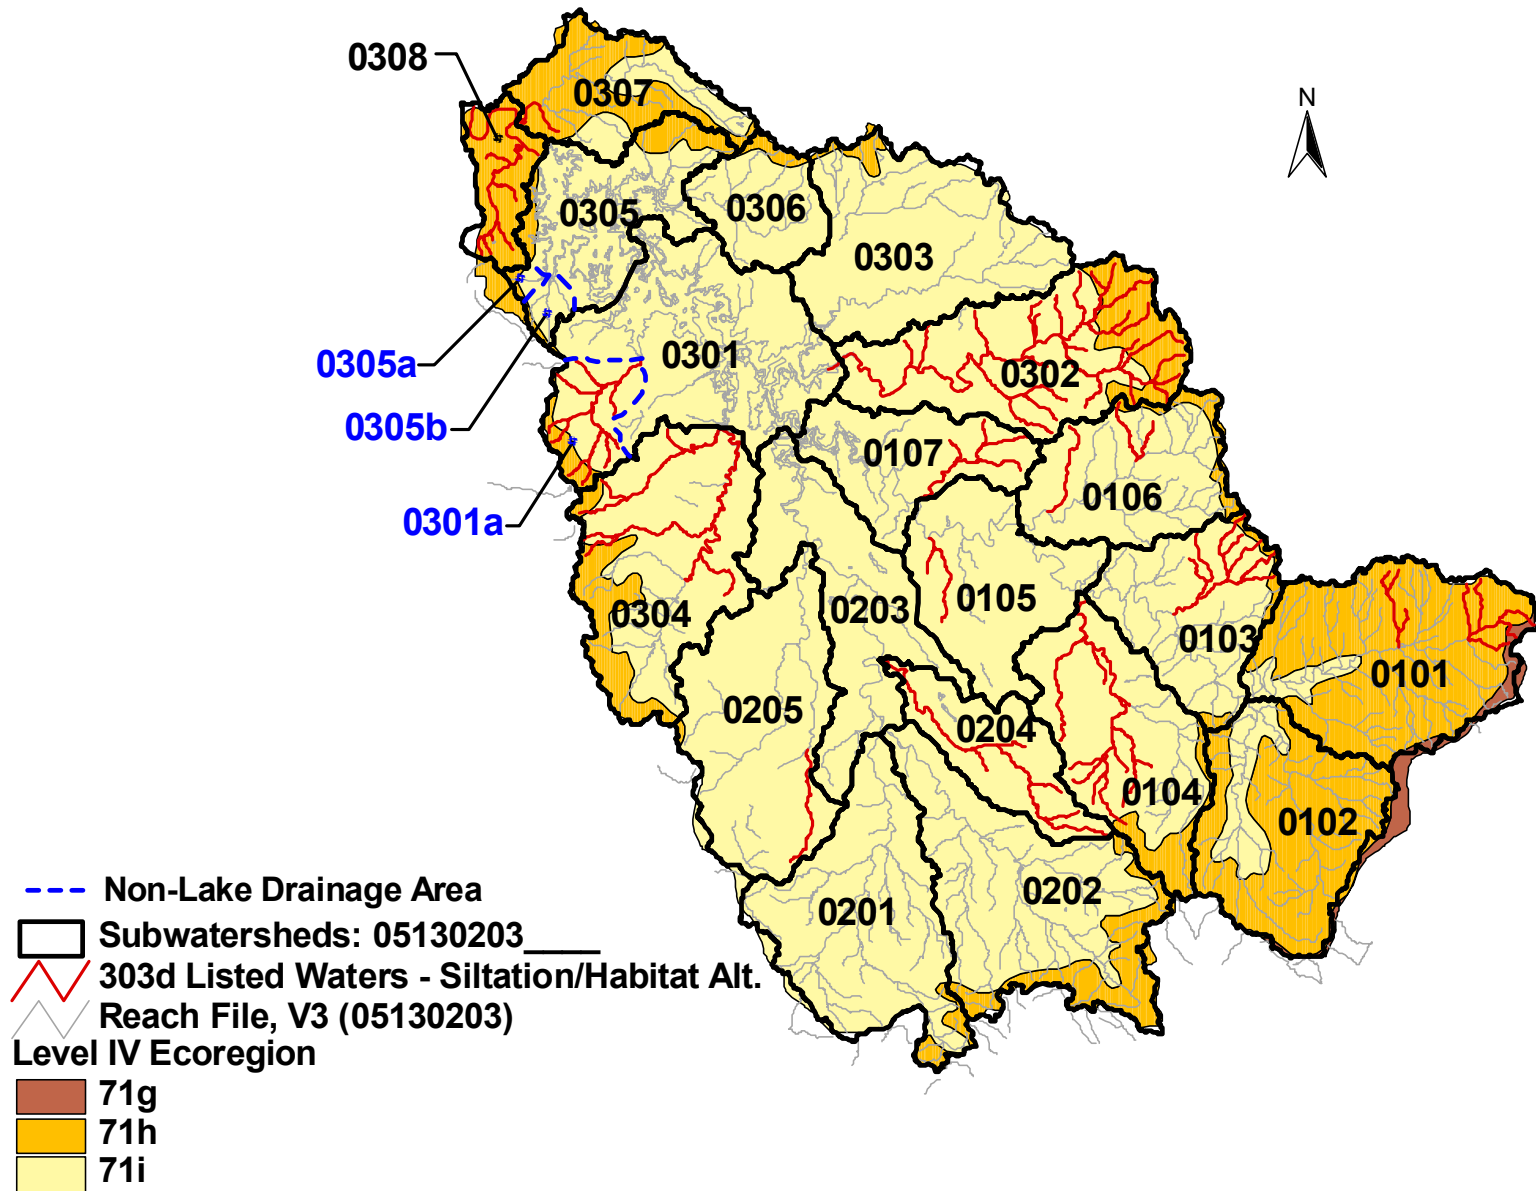 0308
0307
N
0305
0306
0303
0305a
0301
0302
0305b
0107
0106
0301a
0304
0203
0105
0103
0101
0205
0204
0104
0102
0201
0202
Non-Lake Drainage Area
Subwatersheds: 05130203____
303d Listed Waters - Siltation/Habitat Alt.
Reach File, V3 (05130203)
Level IV Ecoregion
71g
71h
71i